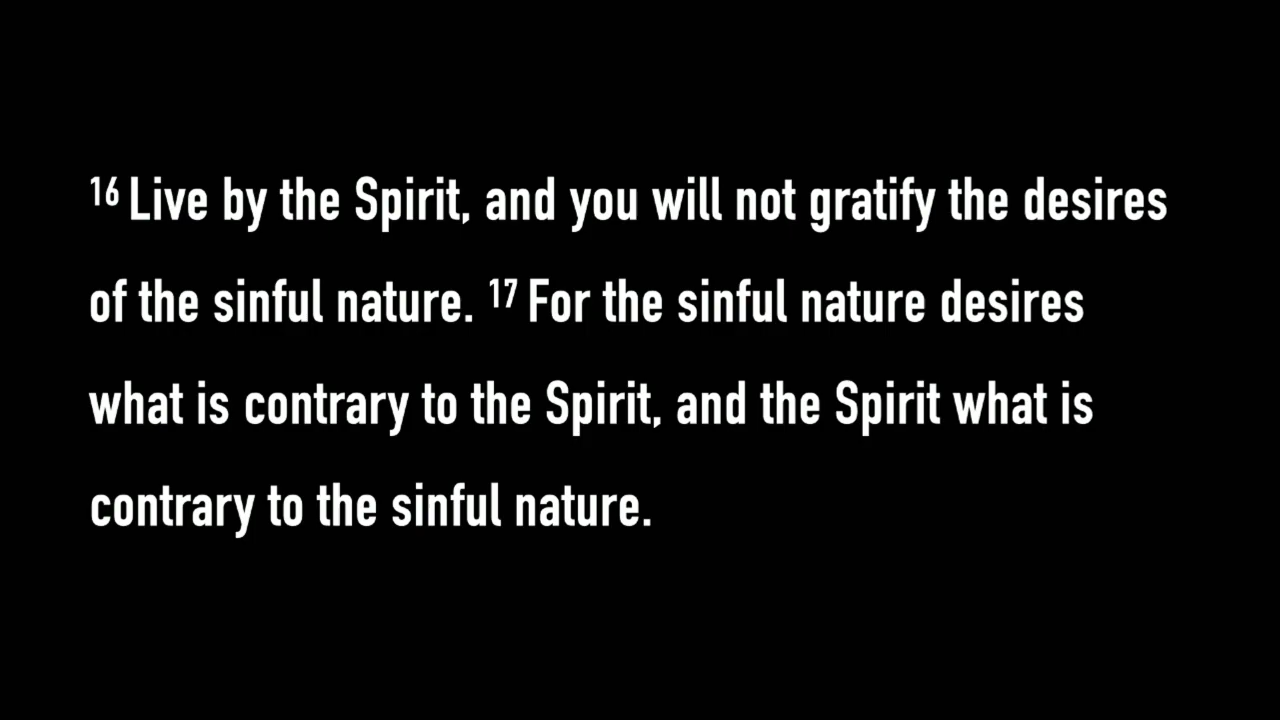 16 Live by the Spirit, and you will not gratify the desires
of the sinful nature. 17 For the sinful nature desires
what is contrary to the Spirit, and the Spirit what is
contrary to the sinful nature.